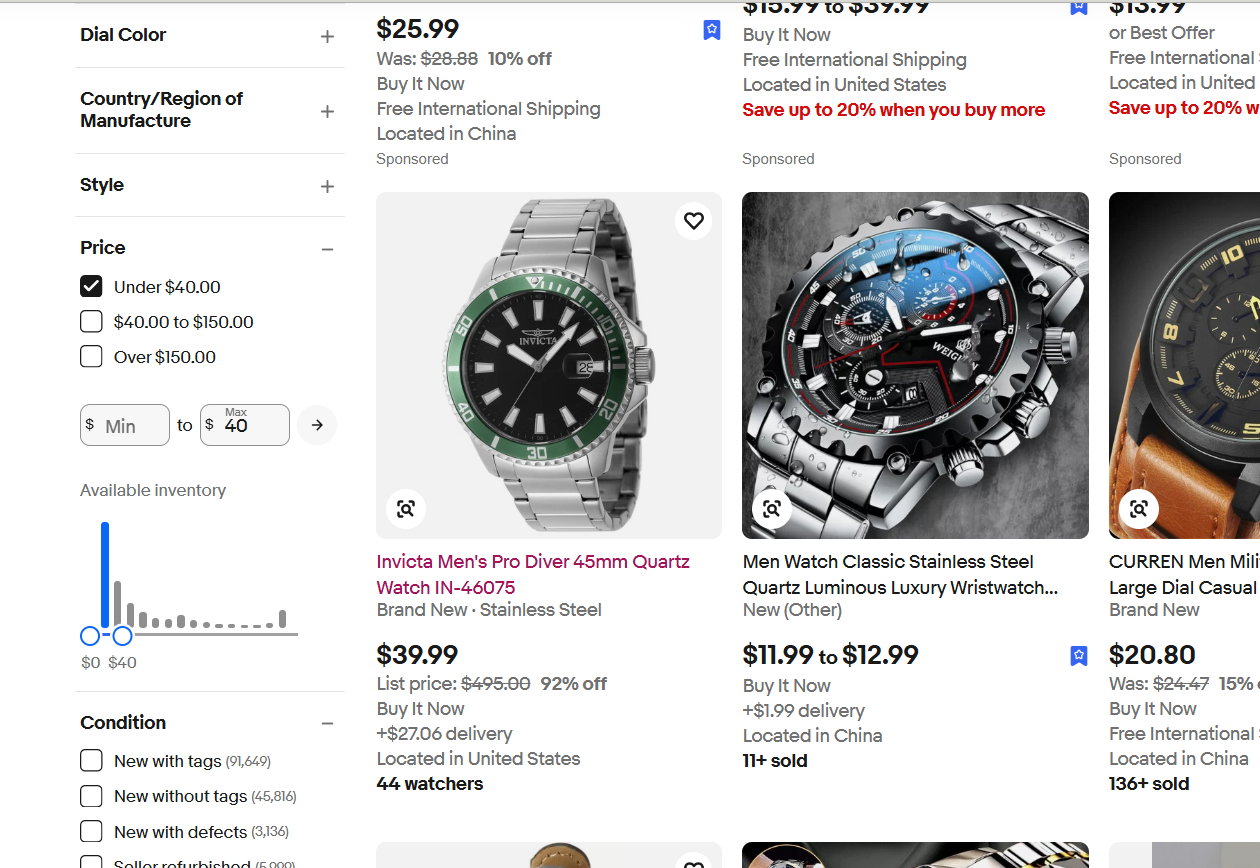 Dial Color
Country/Region of
Manufacture
Style
Price
Under $40.00
$40.00 to $150.00
Over $150.00
$ Min to $ Max 40
Available inventory
$0 $40
Condition
New with tags (91,649)
New without tags (45,816)
New with defects (3,136)
Seller refurbished (5,999)
$25.99
Was: $28.88 10% off
Buy It Now
Free International Shipping
Located in China
Sponsored
$15.99 to $39.99
Buy It Now
Free International Shipping
Located in United States
Save up to 20% when you buy more
Sponsored
$13.99
or Best Offer
Free International
Located in United
Save up to 20% w
Sponsored
INVICTA
Invicta Men's Pro Diver 45mm Quartz
Watch IN-46075
Brand New · Stainless Steel
$39.99
List price: $495.00 92% off
Buy It Now
+$27.06 delivery
Located in United States
44 watchers
Men Watch Classic Stainless Steel
Quartz Luminous Luxury Wristwatch...
New (Other)
$11.99 to $12.99
Buy It Now
+$1.99 delivery
Located in China
11+ sold
CURREN Men Mili
Large Dial Casual
Brand New
$20.80
Was: $24.47 15%
Buy It Now
Free International
Located in China
136+ sold